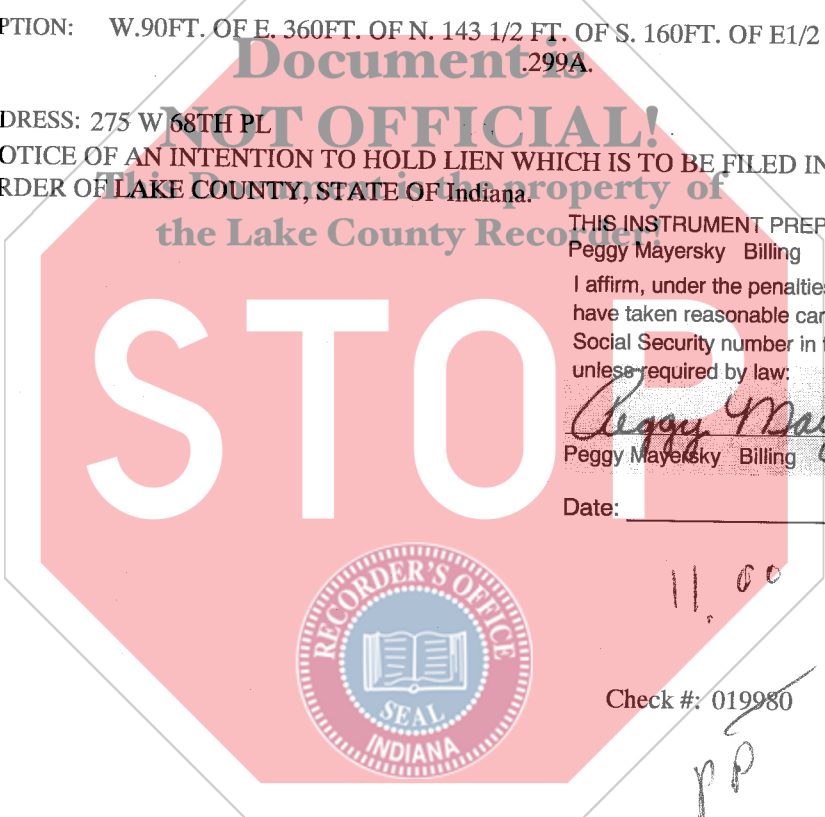 PTION: W.90FT. OF E. 360FT. OF N. 143 1/2 FT. OF S. 160FT. OF E1/2
.299A.
Document is
NOT OFFICIAL!
This Document is the property of
the Lake County Recorder!
DRESS: 275 W 68TH PL
OTICE OF AN INTENTION TO HOLD LIEN WHICH IS TO BE FILED IN
RDER OF LAKE COUNTY, STATE OF Indiana.
THIS INSTRUMENT PREP
Peggy Mayersky Billing
I affirm, under the penalties
have taken reasonable car
Social Security number in
unless required by law:
Peggy May
Peggy Mayersky Billing
Date:
STOP
11.00
RECORDER'S OFFICE
SEAL
INDIANA
Check #: 019980
PP